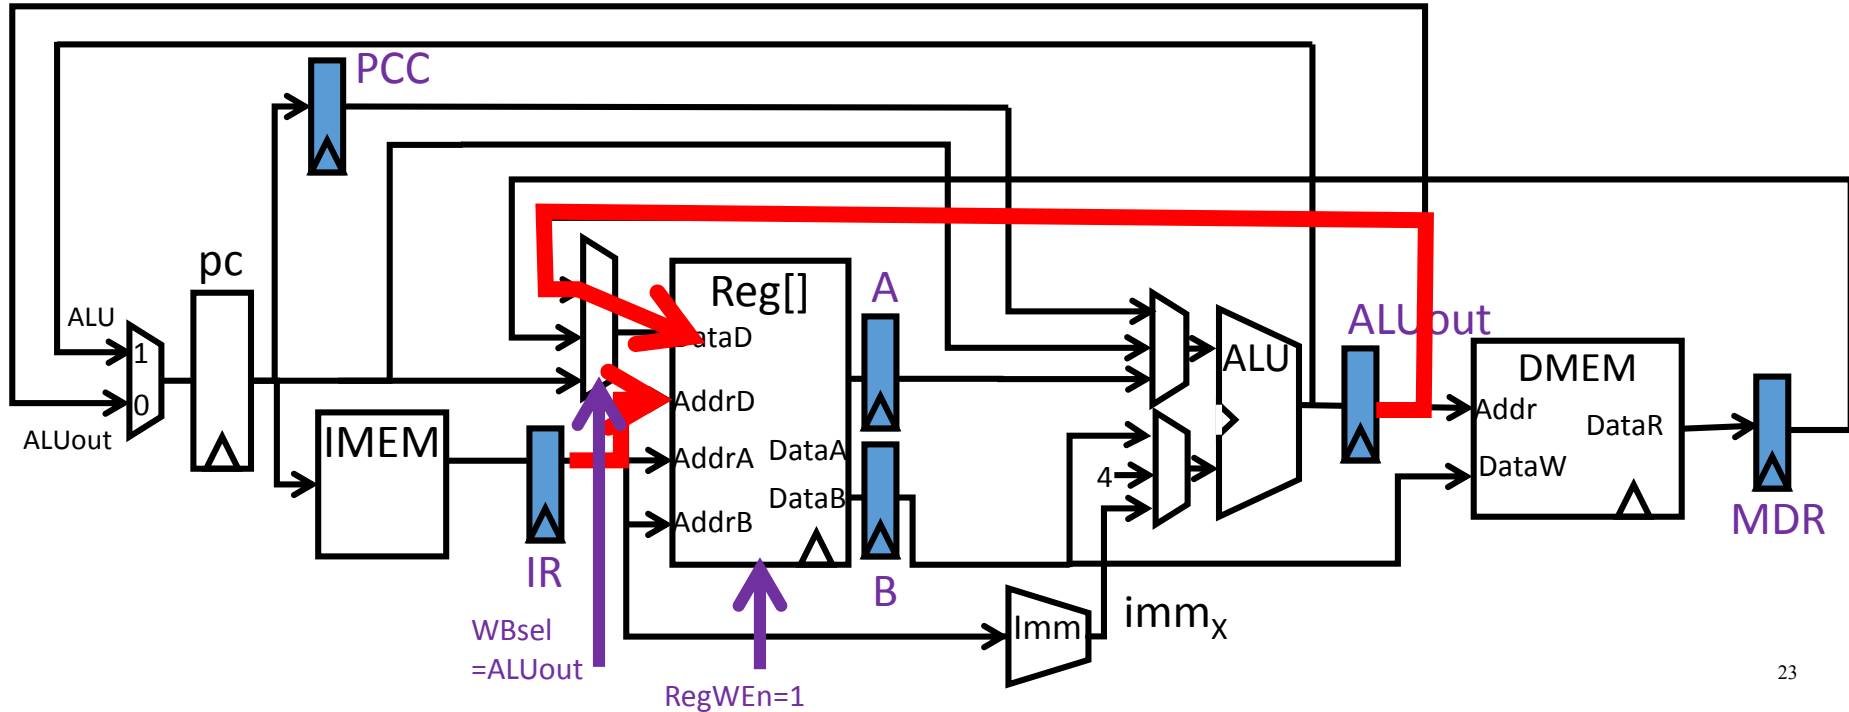 PCC
pc
Reg[]
A
ALU
ALUout
DataD
1
ALU
DMEM
0
AddrD
Addr
DataR
ALUout
IMEM
AddrA
DataA
4
DataW
DataB
AddrB
MDR
IR
B
Imm
immX
WBsel
=ALUout
RegWEn=1
23